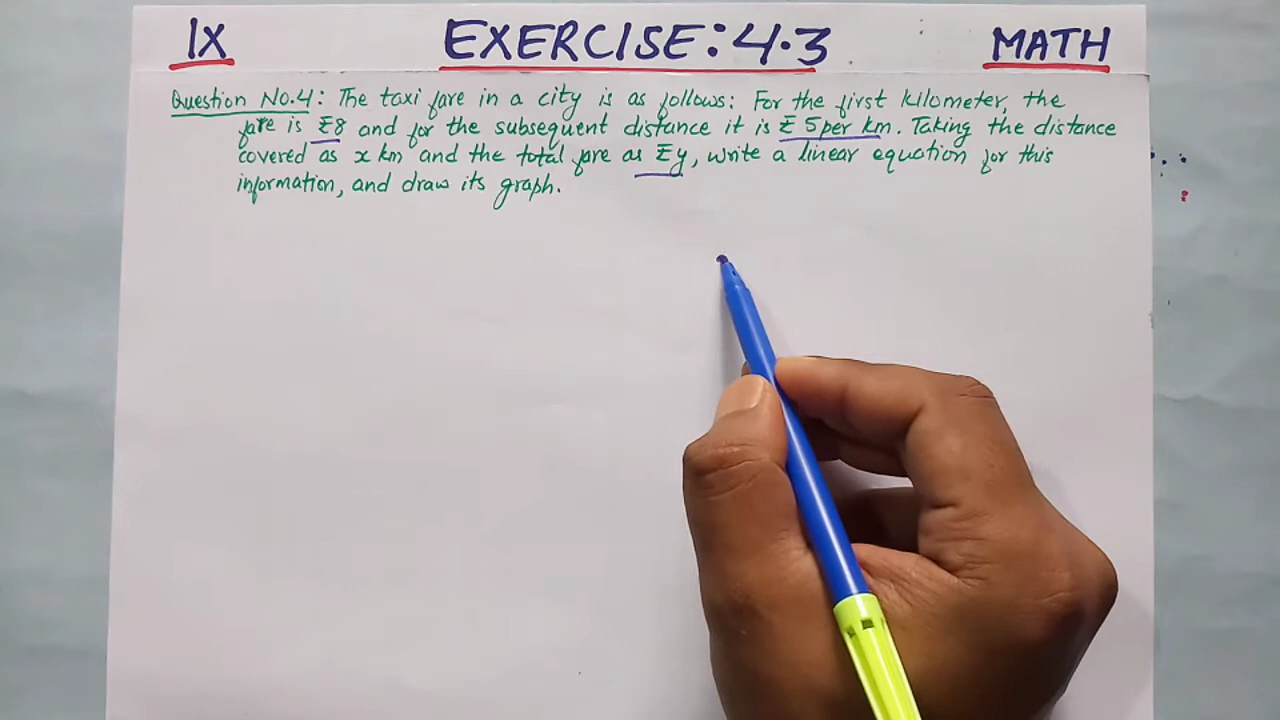 IX EXERCISE: 4.3 MATH
Question No.4: The taxi fare in a city is as follows: For the first kilometer, the
fare is ₹8 and for the subsequent distance it is ₹ 5 per km. Taking the distance
covered as x km and the total fare as ₹y, write a linear equation for this
information, and draw its graph.